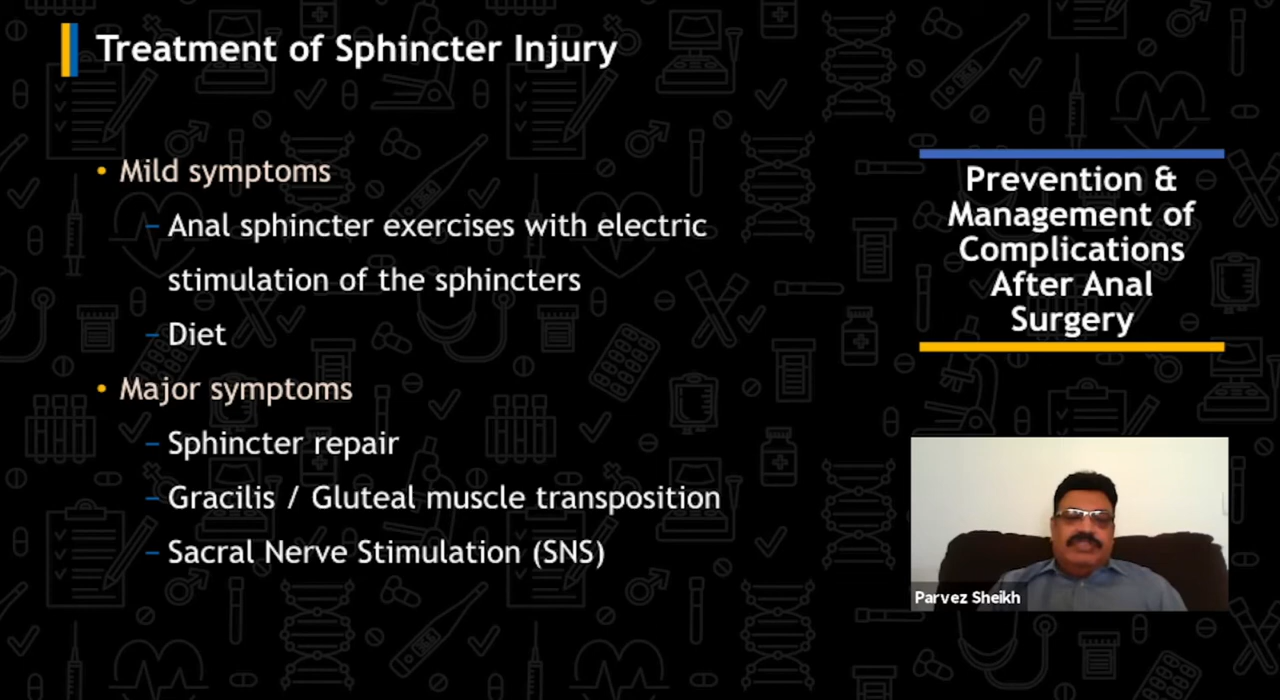 Treatment of Sphincter Injury
• Mild symptoms
– Anal sphincter exercises with electric
stimulation of the sphincters
– Diet
• Major symptoms
– Sphincter repair
– Gracilis / Gluteal muscle transposition
– Sacral Nerve Stimulation (SNS)
Prevention &
Management of
Complications
After Anal
Surgery
Parvez Sheikh